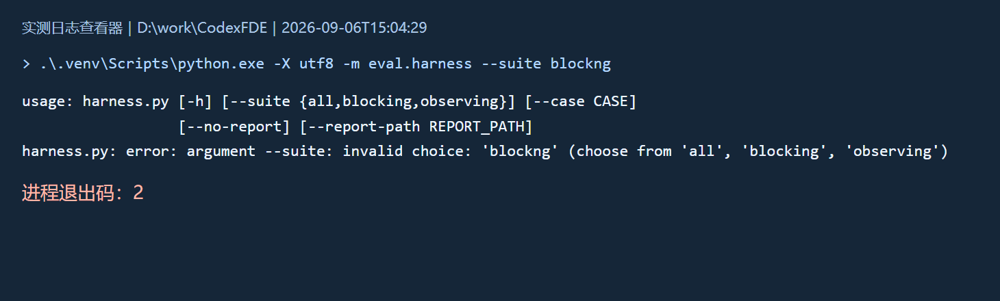 实测日志查看器 | D:\work\CodexFDE | 2026-09-06T15:04:29
> .\.venv\Scripts\python.exe -X utf8 -m eval.harness --suite blockng
usage: harness.py [-h] [--suite {all,blocking,observing}] [--case CASE]
[--no-report] [--report-path REPORT_PATH]
harness.py: error: argument --suite: invalid choice: 'blockng' (choose from 'all', 'blocking', 'observing')
进程退出码：2